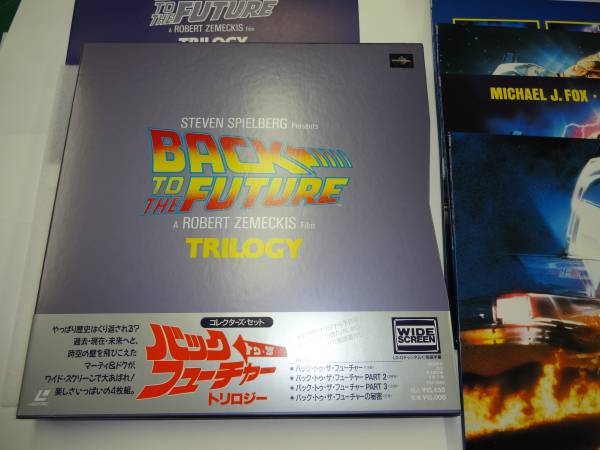 TO
THE FUTURE
A ROBERT ZEMECKIS Film
TRILOGY
STEVEN SPIELBERG Presents
BACK
TO
THE FUTURE
A ROBERT ZEMECKIS Film
TRILOGY
MICHAEL J. FOX
コレクターズ・セット
バック
トゥ・ザ
フューチャー
トリロジー
やっぱり歴史はくり返される?
過去・現在・未来へと、
時空の壁を飛びこえた
マーティ&ドクが、
ワイド・スクリーンで大あばれ!
楽しさいっぱいの4枚組。
WIDE
SCREEN
•バック・トゥ・ザ・フューチャー
•バック・トゥ・ザ・フューチャー PART 2
•バック・トゥ・ザ・フューチャー PART 3
•バック・トゥ・ザ・フューチャーの秘密